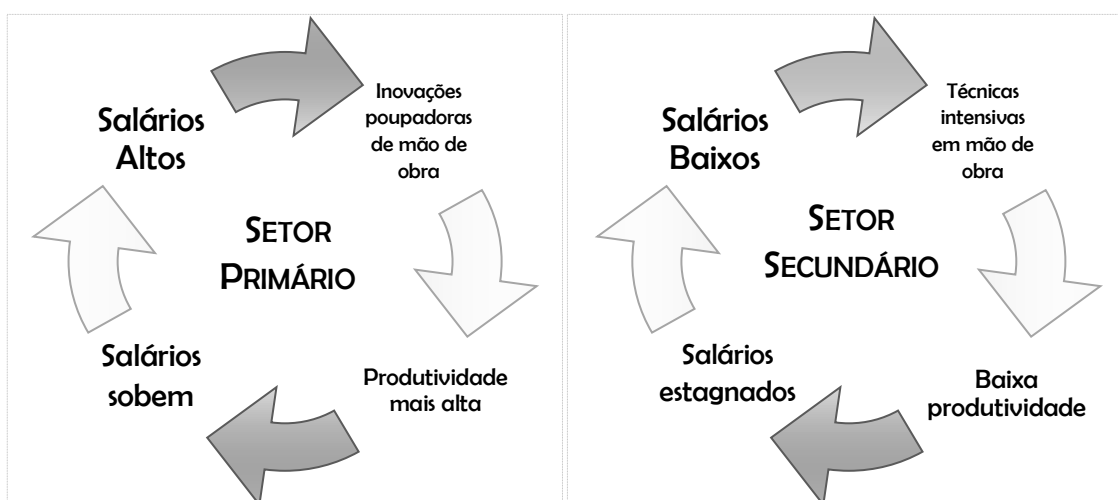 Salários
Altos
Inovações
poupadoras
de mão de
obra
SETOR
PRIMÁRIO
Salários
sobem
Produtividade
mais alta
Salários
Baixos
Técnicas
intensivas
em mão de
obra
SETOR
SECUNDÁRIO
Salários
estagnados
Baixa
produtividade